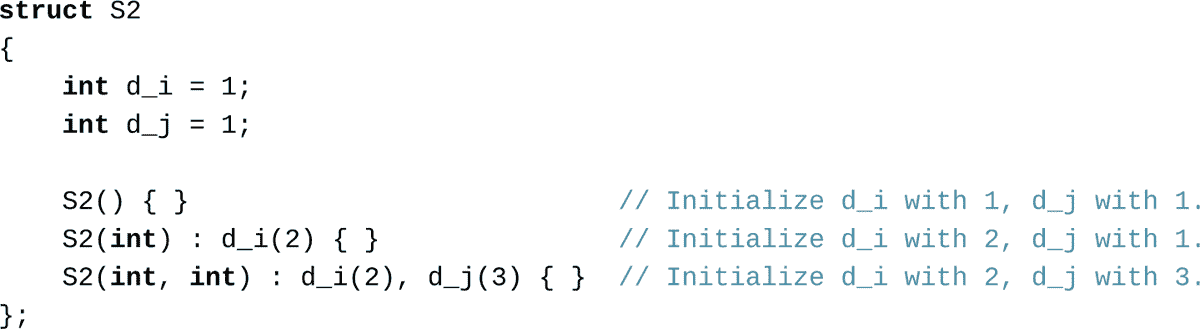 struct S2
{
    int d_i = 1;
    int d_j = 1;

    S2() { }                           // Initialize d_i with 1, d_j with 1.
    S2(int) : d_i(2) { }               // Initialize d_i with 2, d_j with 1.
    S2(int, int) : d_i(2), d_j(3) { }  // Initialize d_i with 2, d_j with 3.
};